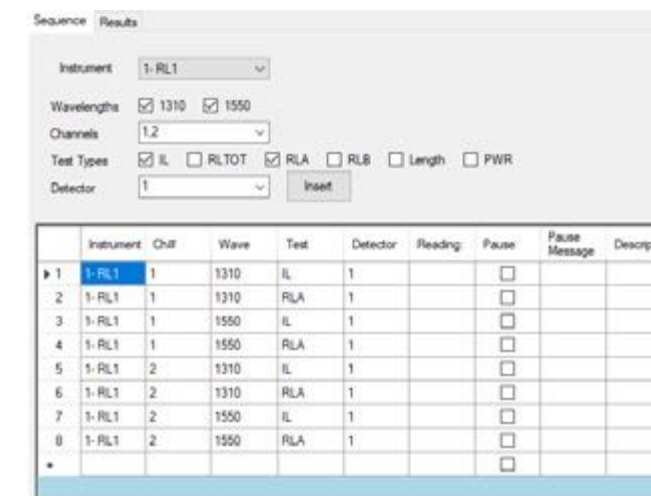 Sequence Results
Instrument 1- RL1
Wavelengths 1310 1550
Channels 1,2
Test Types IL RLTOT RLA RLB Length PWR
Detector 1 Insert
Instrument Ch# Wave Test Detector Reading Pause Pause Message Descrip
1 1- RL1 1 1310 IL 1
2 1- RL1 1 1310 RLA 1
3 1- RL1 1 1550 IL 1
4 1- RL1 1 1550 RLA 1
5 1- RL1 2 1310 IL 1
6 1- RL1 2 1310 RLA 1
7 1- RL1 2 1550 IL 1
8 1- RL1 2 1550 RLA 1